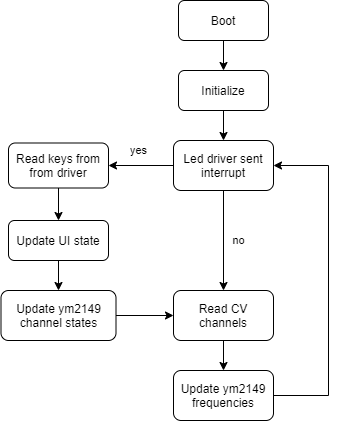 Boot
Initialize
Led driver sent
interrupt
yes
Read keys from
from driver
Update UI state
no
Update ym2149
channel states
Read CV
channels
Update ym2149
frequencies